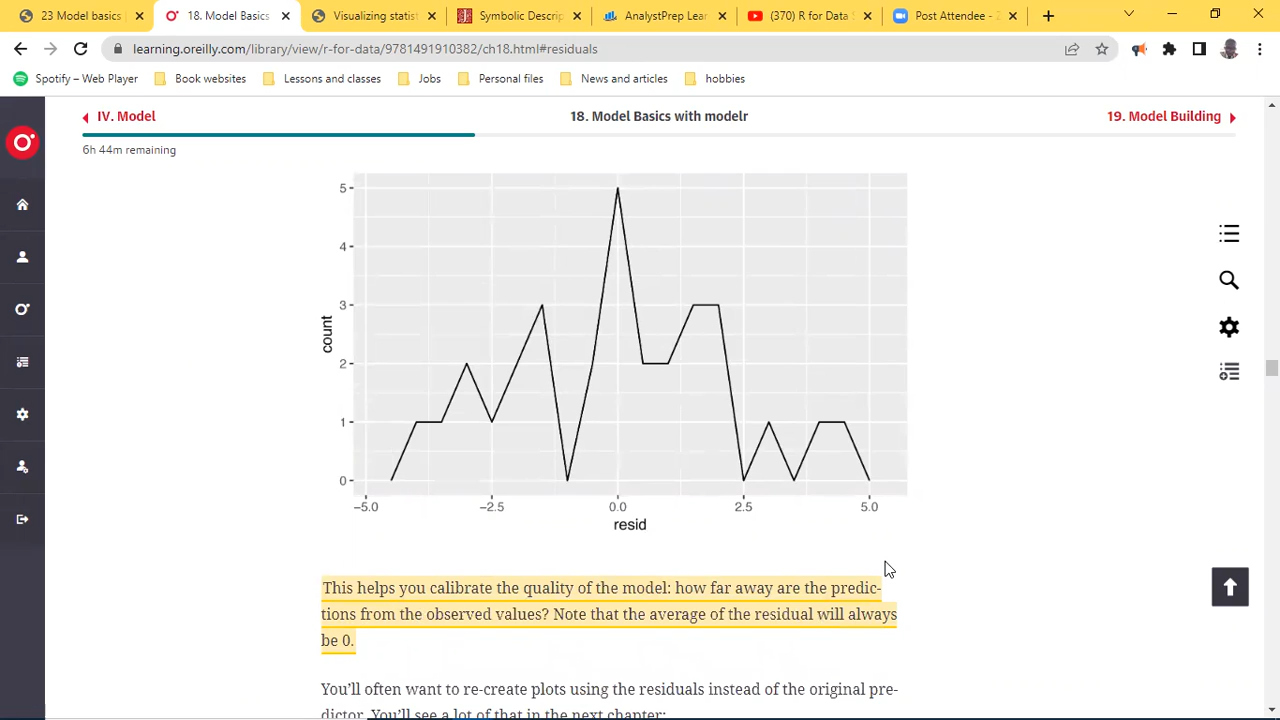 23 Model basics
18. Model Basics
Visualizing statist
Symbolic Descrip
AnalystPrep Lear
(370) R for Data S
Post Attendee - Z
learning.oreilly.com/library/view/r-for-data/9781491910382/ch18.html#residuals
Spotify – Web Player
Book websites
Lessons and classes
Jobs
Personal files
News and articles
hobbies
IV. Model
18. Model Basics with modelr
19. Model Building
6h 44m remaining
5
4
3
2
1
0
count
−5.0
−2.5
0.0
2.5
5.0
resid
This helps you calibrate the quality of the model: how far away are the predic-
tions from the observed values? Note that the average of the residual will always
be 0.
You’ll often want to re-create plots using the residuals instead of the original pre-
dictor. You’ll see a lot of that in the next chapter: